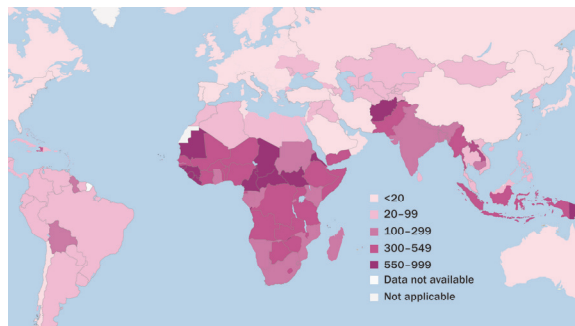 <20
20–99
100–299
300–549
550–999
Data not available
Not applicable